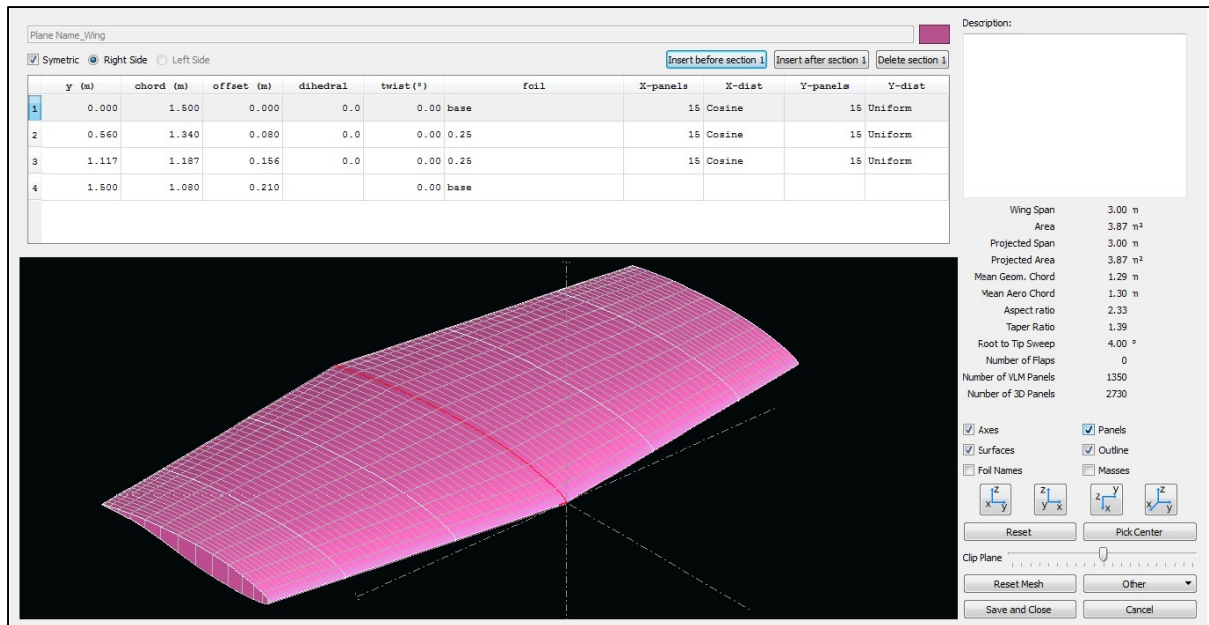 Description:
Plane Name_Wing
Symetric Right Side Left Side Insert before section 1 Insert after section 1 Delete section 1
y (m) chord (m) offset (m) dihedral twist(°) foil X-panels X-dist Y-panels Y-dist
1 0.000 1.500 0.000 0.0 0.00 base 15 Cosine 15 Uniform
2 0.560 1.340 0.080 0.0 0.00 0.25 15 Cosine 15 Uniform
3 1.117 1.187 0.156 0.0 0.00 0.25 15 Cosine 15 Uniform
4 1.500 1.080 0.210 0.00 base
Wing Span 3.00 m
Area 3.87 m²
Projected Span 3.00 m
Projected Area 3.87 m²
Mean Geom. Chord 1.29 m
Mean Aero Chord 1.30 m
Aspect ratio 2.33
Taper Ratio 1.39
Root to Tip Sweep 4.00 °
Number of Flaps 0
Number of VLM Panels 1350
Number of 3D Panels 2730
Axes Panels
Surfaces Outline
Foil Names Masses
z x y z y x z y x z x y
Reset Pick Center
Clip Plane
Reset Mesh Other
Save and Close Cancel